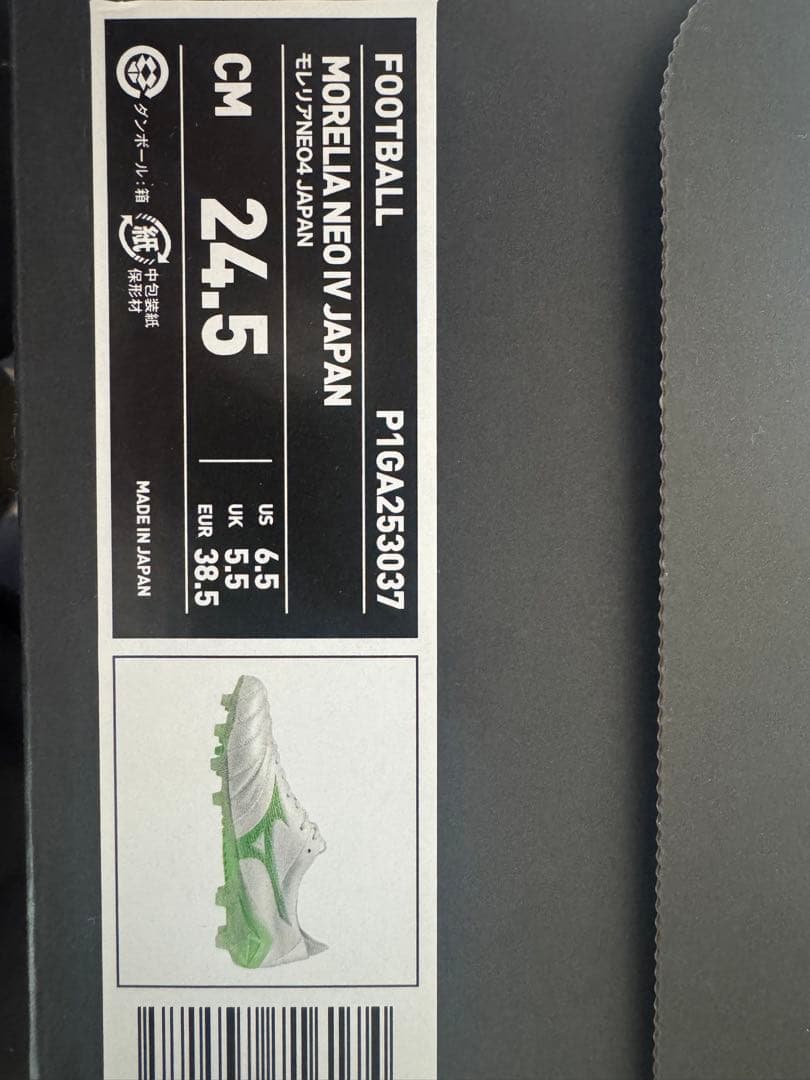 FOOTBALL P1GA253037
MORELIA NEO IV JAPAN
モレリアNEO4 JAPAN
CM 24.5
US 6.5
UK 5.5
EUR 38.5
ダンボール:箱 紙 中包装紙
保形材
MADE IN JAPAN